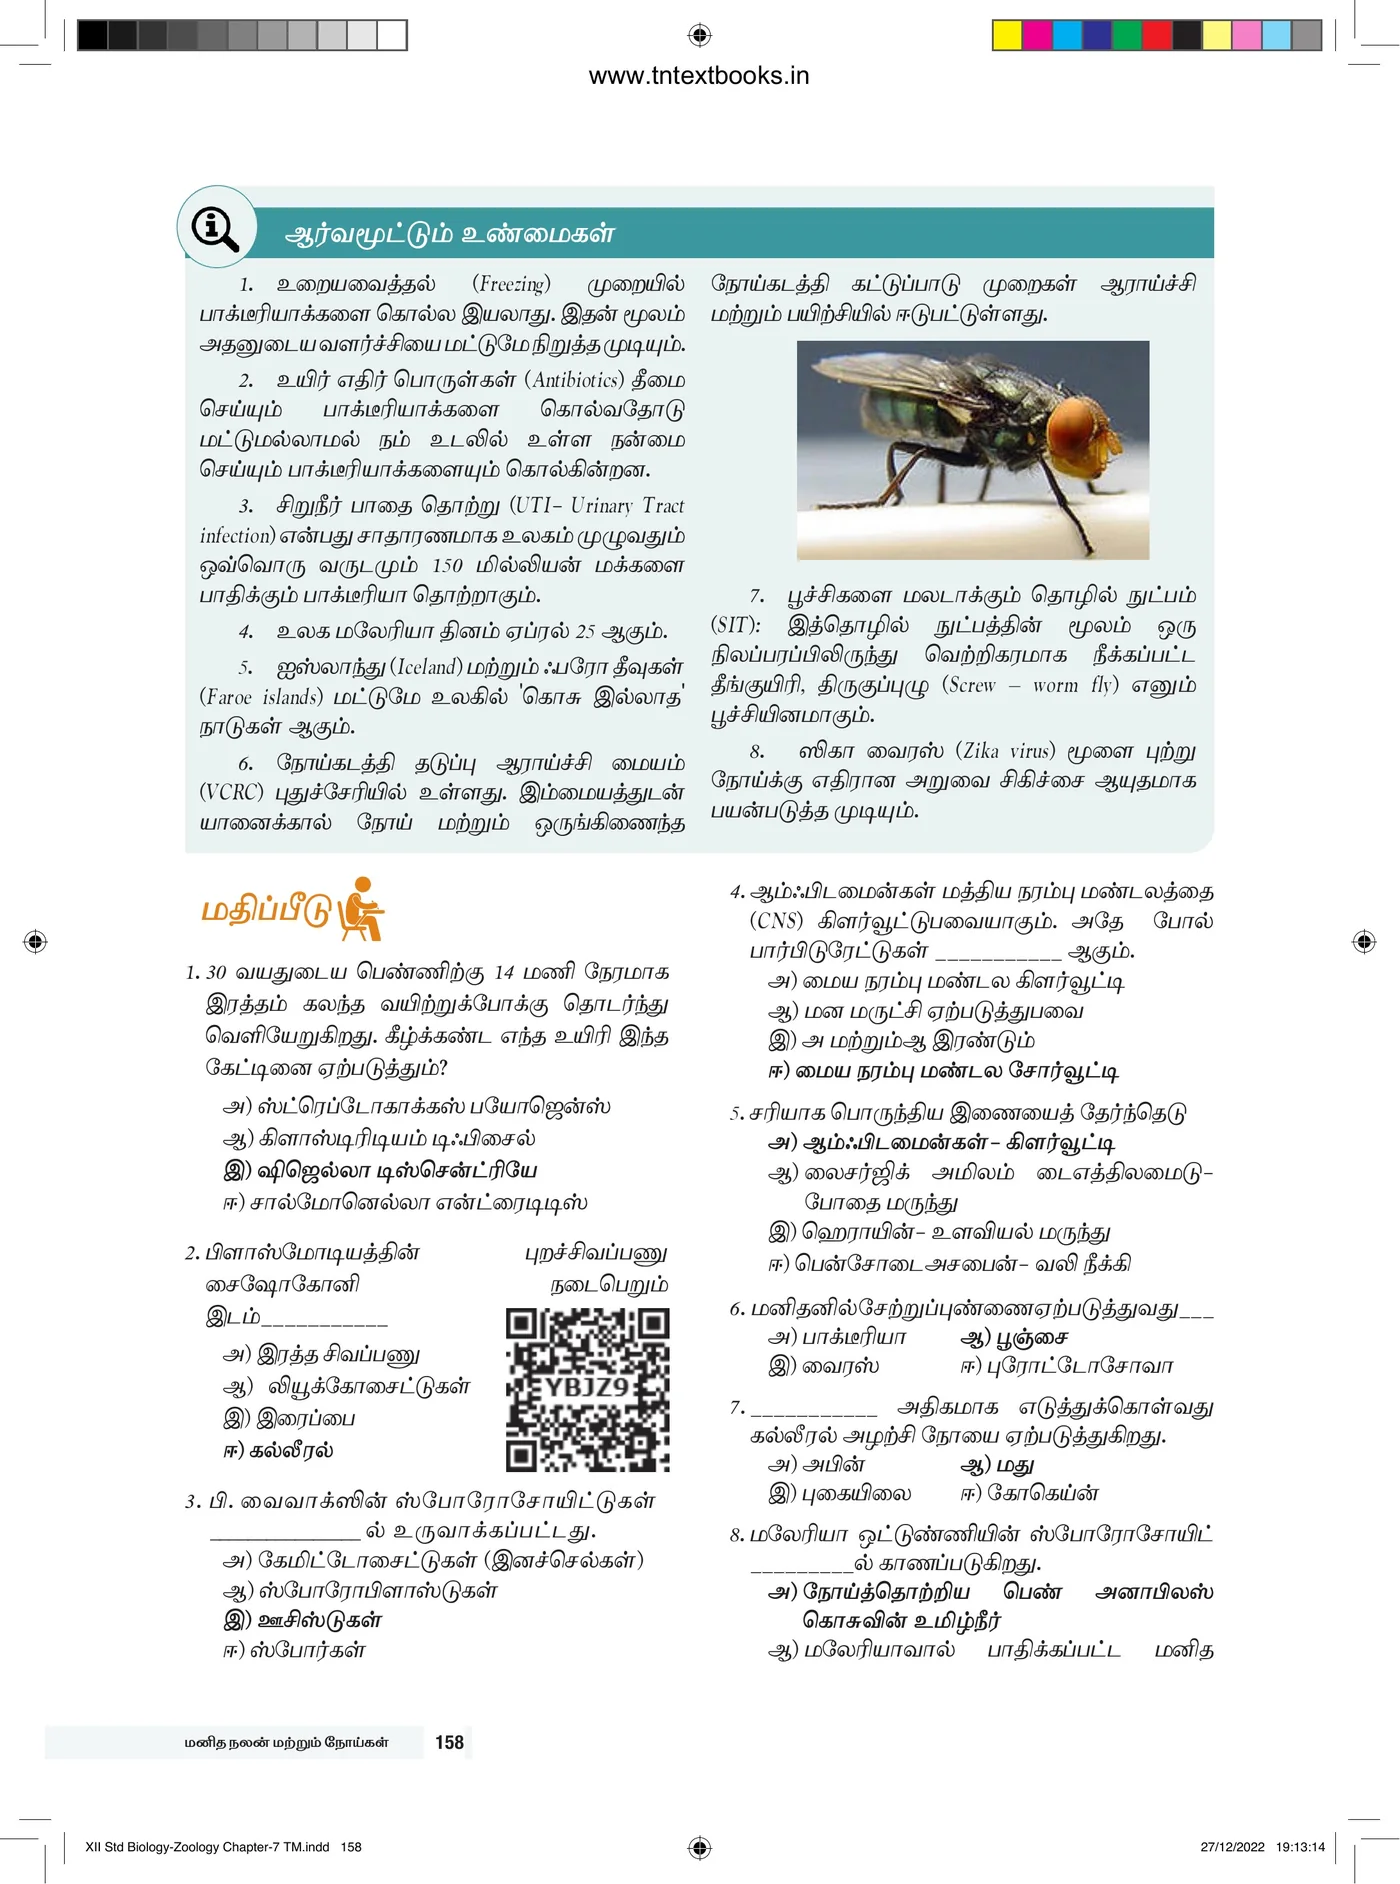 www.tntextbooks.in
ஆர்வமூட்டும் உண்மைகள்
1. உறையவைத்தல் (Freezing) முறையில்
பாக்டீரியாக்களை கொல்ல இயலாது. இதன் மூலம்
அதனுடைய வளர்ச்சியை மட்டுமே நிறுத்த முடியும்.
2. உயிர் எதிர் பொருள்கள் (Antibiotics) தீமை
செய்யும் பாக்டீரியாக்களை கொல்வதோடு
மட்டுமல்லாமல் நம் உடலில் உள்ள நன்மை
செய்யும் பாக்டீரியாக்களையும் கொல்கின்றன.
3. சிறுநீர் பாதை தொற்று (UTI- Urinary Tract
infection) என்பது சாதாரணமாக உலகம் முழுவதும்
ஒவ்வொரு வருடமும் 150 மில்லியன் மக்களை
பாதிக்கும் பாக்டீரியா தொற்றாகும்.
4. உலக மலேரியா தினம் ஏப்ரல் 25 ஆகும்.
5. ஐஸ்லாந்து (Iceland) மற்றும் ஃபரோ தீவுகள்
(Faroe islands) மட்டுமே உலகில் 'கொசு இல்லாத'
நாடுகள் ஆகும்.
6. நோய்கடத்தி தடுப்பு ஆராய்ச்சி மையம்
(VCRC) புதுச்சேரியில் உள்ளது. இம்மையத்துடன்
யானைக்கால் நோய் மற்றும் ஒருங்கிணைந்த
நோய்கடத்தி கட்டுப்பாடு முறைகள் ஆராய்ச்சி
மற்றும் பயிற்சியில் ஈடுபட்டுள்ளது.
7. பூச்சிகளை மலடாக்கும் தொழில் நுட்பம்
(SIT): இத்தொழில் நுட்பத்தின் மூலம் ஒரு
நிலப்பரப்பிலிருந்து வெற்றிகரமாக நீக்கப்பட்ட
தீங்குயிரி, திருகுப்புழு (Screw – worm fly) எனும்
பூச்சியினமாகும்.
8. ஸிகா வைரஸ் (Zika virus) மூளை புற்று
நோய்க்கு எதிரான அறுவை சிகிச்சை ஆயுதமாக
பயன்படுத்த முடியும்.
மதிப்பீடு
1. 30 வயதுடைய பெண்ணிற்கு 14 மணி நேரமாக
இரத்தம் கலந்த வயிற்றுக்போக்கு தொடர்ந்து
வெளியேறுகிறது. கீழ்க்கண்ட எந்த உயிரி இந்த
கேட்டினை ஏற்படுத்தும்?
அ) ஸ்ட்ரெப்டோகாக்கஸ் பயோஜென்ஸ்
ஆ) கிளாஸ்டிரிடியம் டிஃபிசைல்
இ) ஷிஜெல்லா டிஸ்சென்ட்ரியே
ஈ) சால்மோனெல்லா என்ட்ரைடிடிஸ்
2. பிளாஸ்மோடியத்தின் புறச்சிவப்பணு
சைஷோகோனி நடைபெறும்
இடம்___________
அ) இரத்த சிவப்பணு
ஆ) லியூக்கோசைட்டுகள்
இ) இரைப்பை
ஈ) கல்லீரல்
YBJZ9
3. பி. வைவாக்ஸின் ஸ்போரோசோயிட்டுகள்
_____________ ல் உருவாக்கப்பட்டது.
அ) கேமிட்டோசைட்டுகள் (இனச்செல்கள்)
ஆ) ஸ்போரோபிளாஸ்டுகள்
இ) ஊசிஸ்டுகள்
ஈ) ஸ்போர்கள்
4. ஆம்ஃபிடமைன்கள் மத்திய நரம்பு மண்டலத்தை
(CNS) கிளர்வூட்டுபவையாகும். அதே போல்
பார்பிடுரேட்டுகள் ___________ ஆகும்.
அ) மைய நரம்பு மண்டல கிளர்வூட்டி
ஆ) மன மருட்சி ஏற்படுத்துபவை
இ) அ மற்றும்ஆ இரண்டும்
ஈ) மைய நரம்பு மண்டல சோர்வூட்டி
5. சரியாக பொருந்திய இணையைத் தேர்ந்தெடு
அ) ஆம்ஃபிடமைன்கள்- கிளர்வூட்டி
ஆ) லைசர்ஜிக் அமிலம் டைஎத்திலமைடு-
போதை மருந்து
இ) ஹெராயின்- உளவியல் மருந்து
ஈ) பென்சோடைஅசபைன்- வலி நீக்கி
6. மனிதனில்சேற்றுப்புண்ணைஏற்படுத்துவது___
அ) பாக்டீரியா ஆ) பூஞ்சை
இ) வைரஸ் ஈ) புரோட்டோசோவா
7. ___________ அதிகமாக எடுத்துக்கொள்வது
கல்லீரல் அழற்சி நோயை ஏற்படுத்துகிறது.
அ) அபின் ஆ) மது
இ) புகையிலை ஈ) கோகெய்ன்
8. மலேரியா ஒட்டுண்ணியின் ஸ்போரோசோயிட்
_________ல் காணப்படுகிறது.
அ) நோய்த்தொற்றிய பெண் அனாபிலஸ்
கொசுவின் உமிழ்நீர்
ஆ) மலேரியாவால் பாதிக்கப்பட்ட மனித
மனித நலன் மற்றும் நோய்கள் 158
XII Std Biology-Zoology Chapter-7 TM.indd 158
27/12/2022 19:13:14